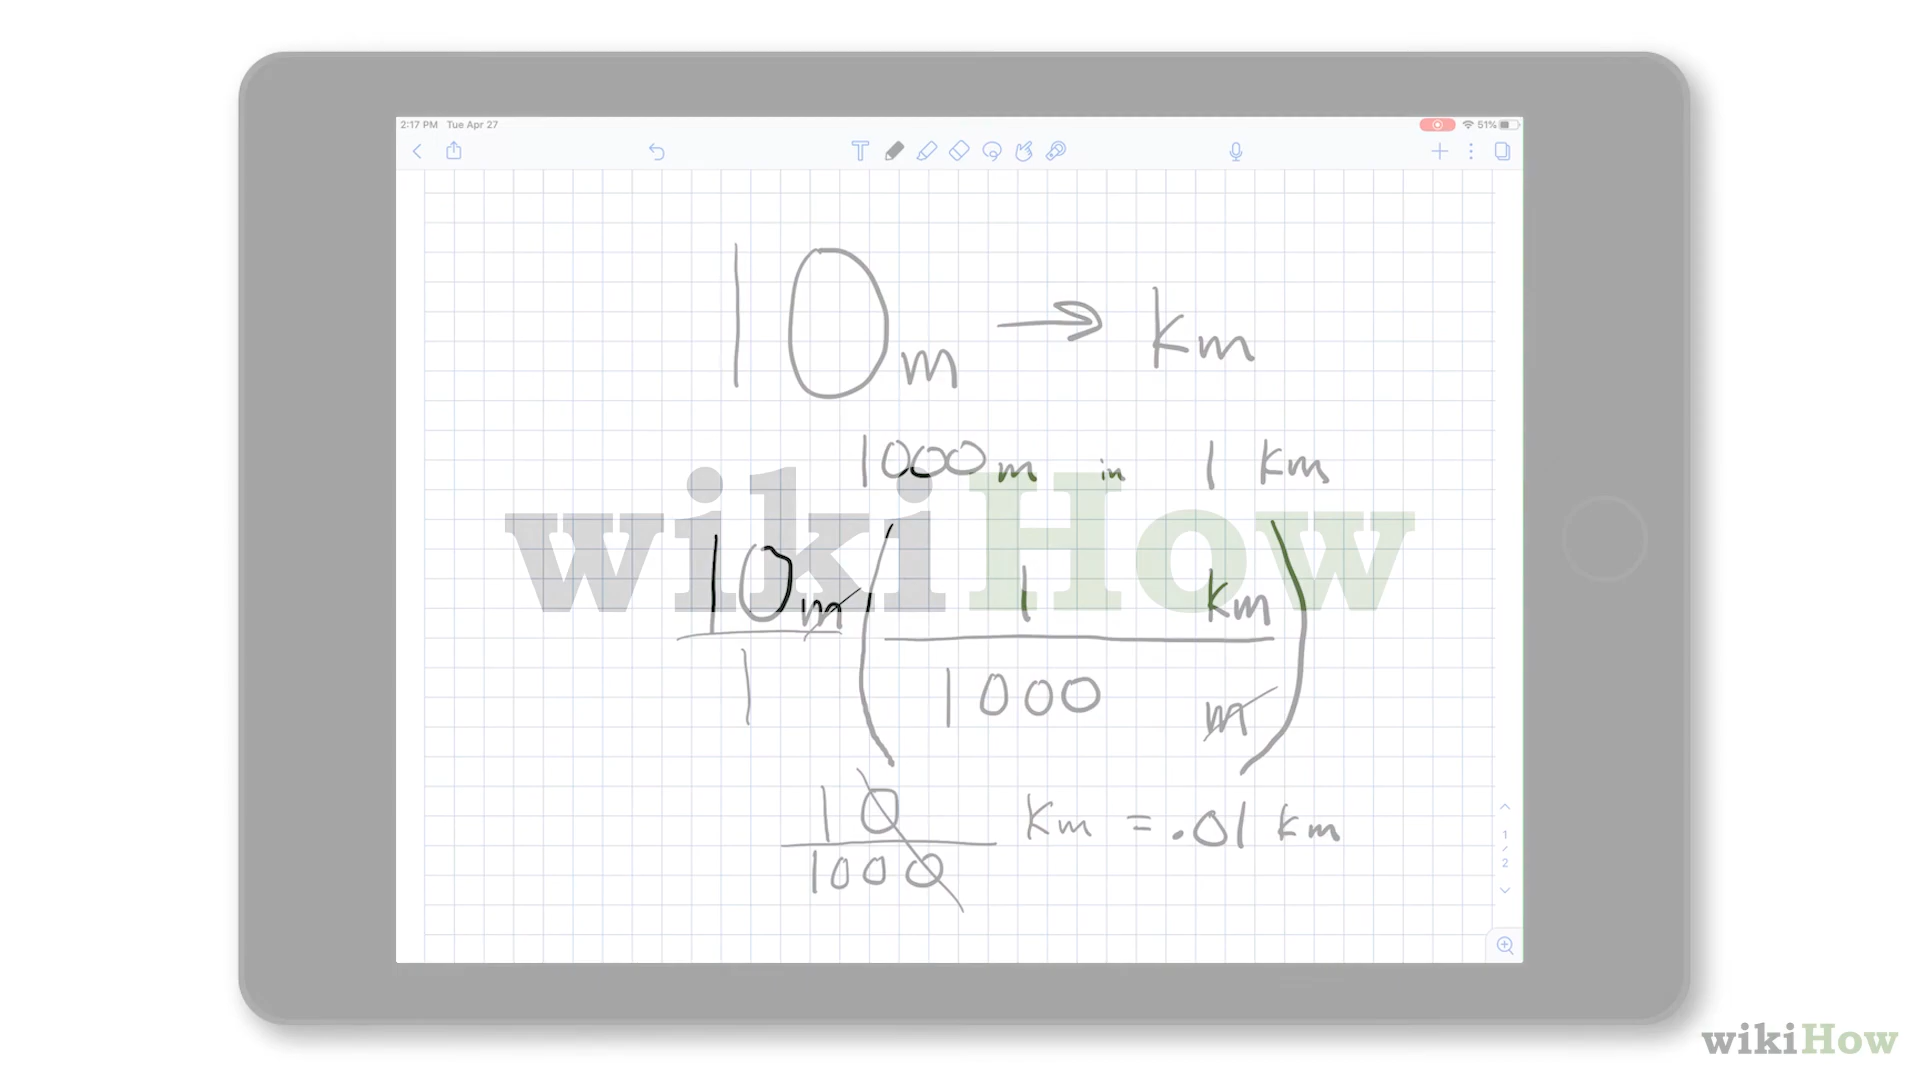 2:17 PM Tue Apr 27
51%
T
10m → km
1000m in 1 km
wikiHow
10m ( 1 km )
1 1000 m
10 km = .01 km
1000
1
/
2
wikiHow